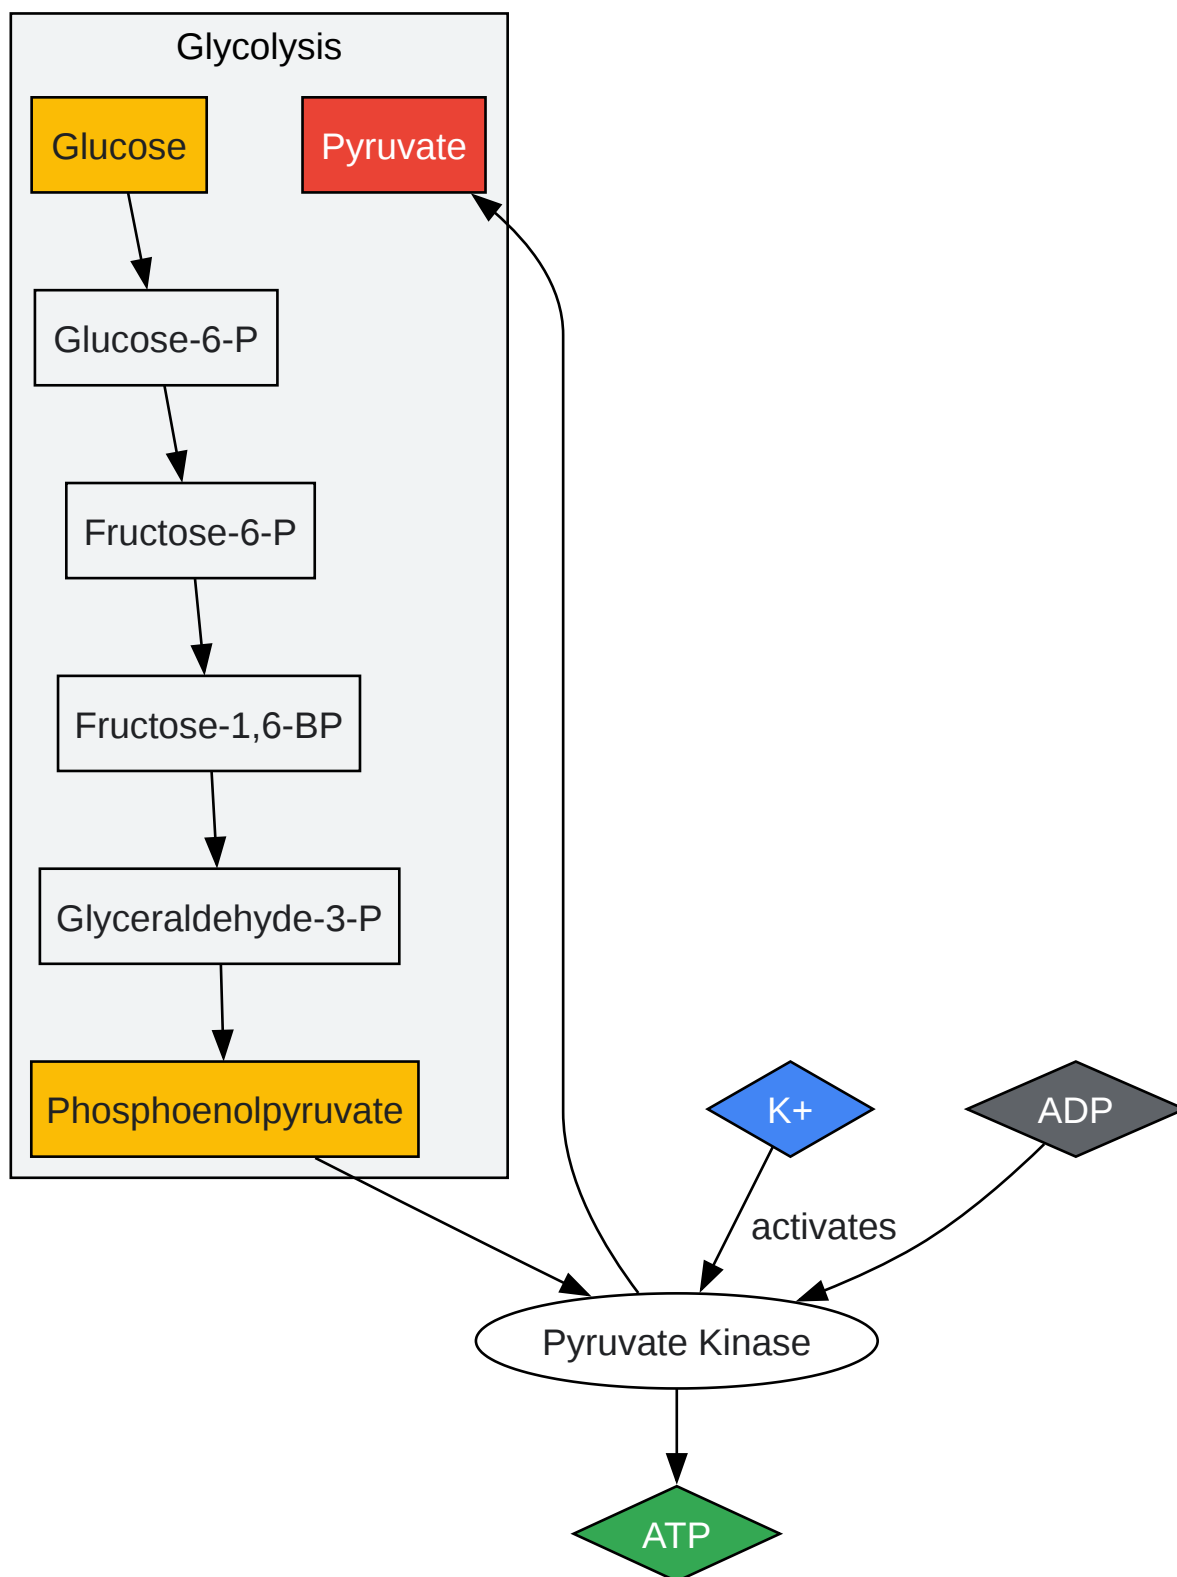 Glycolysis
Glucose
Pyruvate
Glucose-6-P
Fructose-6-P
Fructose-1,6-BP
Glyceraldehyde-3-P
Phosphoenolpyruvate
K+
ADP
activates
Pyruvate Kinase
ATP